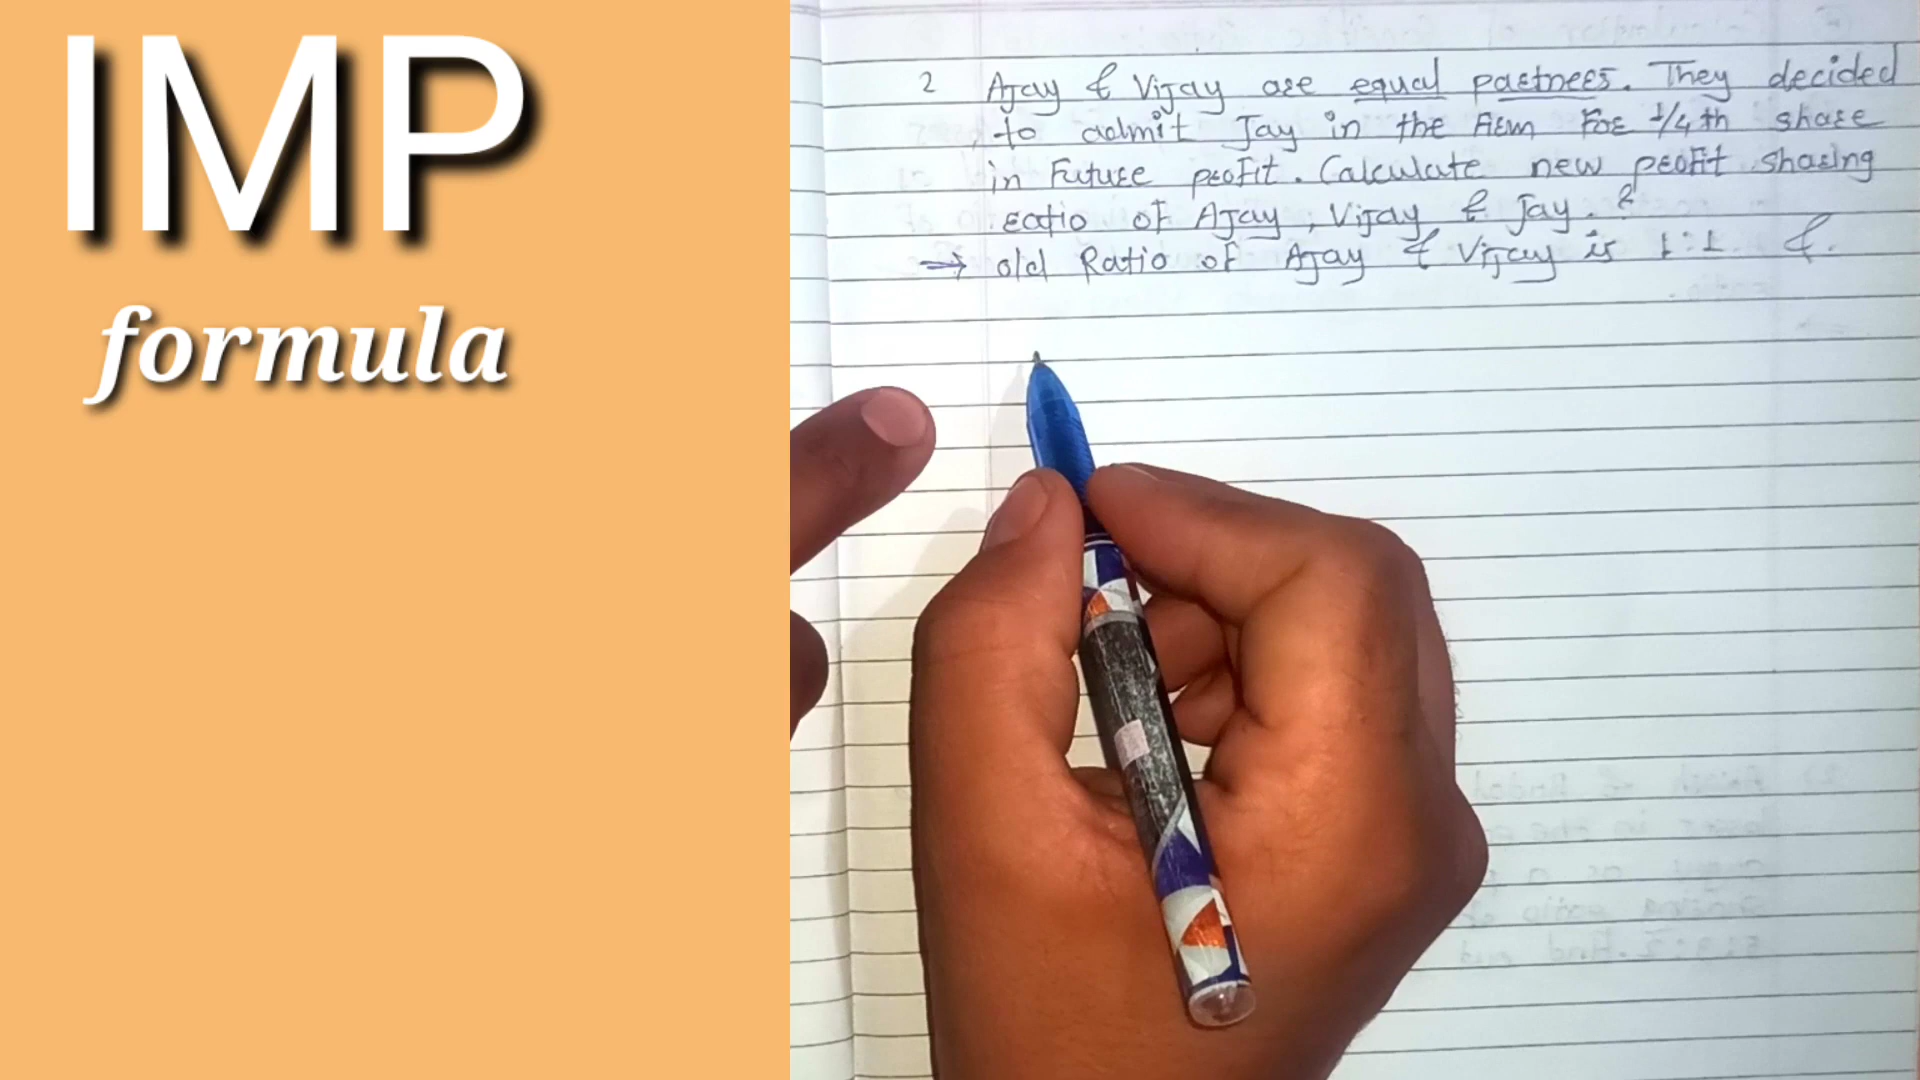 IMP
formula
2 Ajay & Vijay are equal partners. They decided
to admit Jay in the Firm For 1/4th share
in Future profit. Calculate new profit sharing
ratio of Ajay, Vijay & Jay. &
→ old Ratio of Ajay & Vijay is 1:1. &.